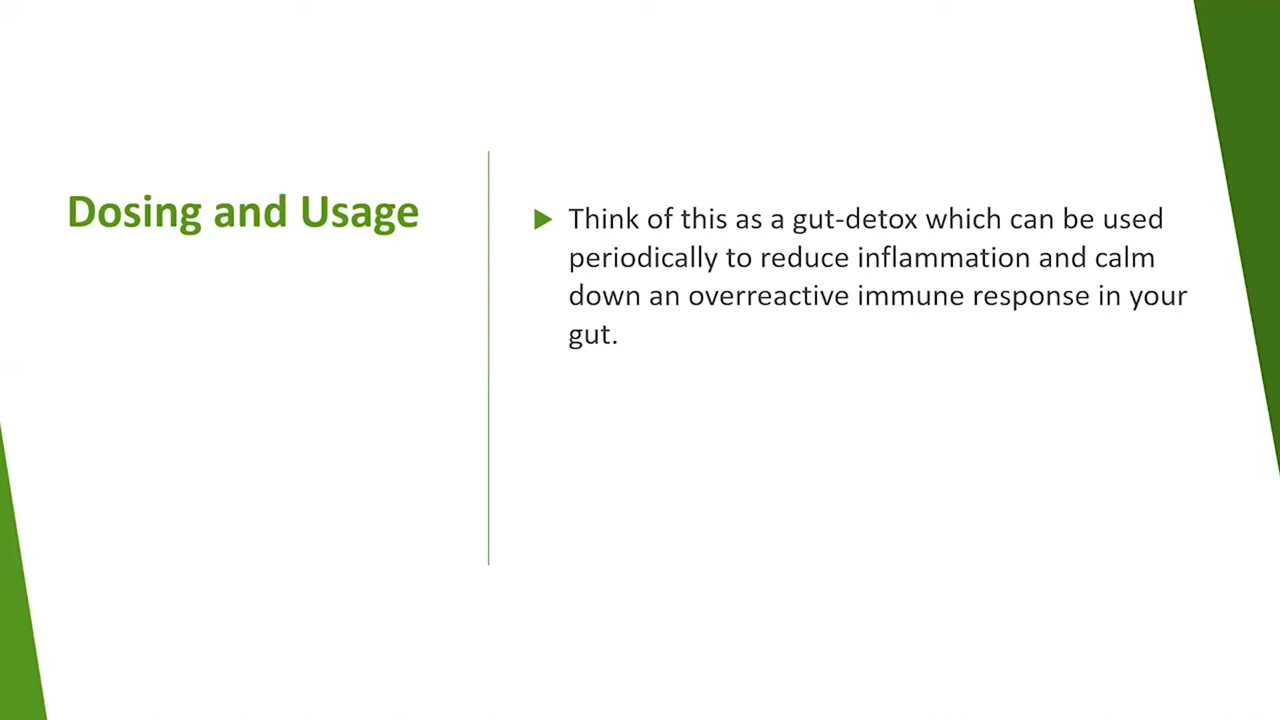 Dosing and Usage
Think of this as a gut-detox which can be used
periodically to reduce inflammation and calm
down an overreactive immune response in your
gut.